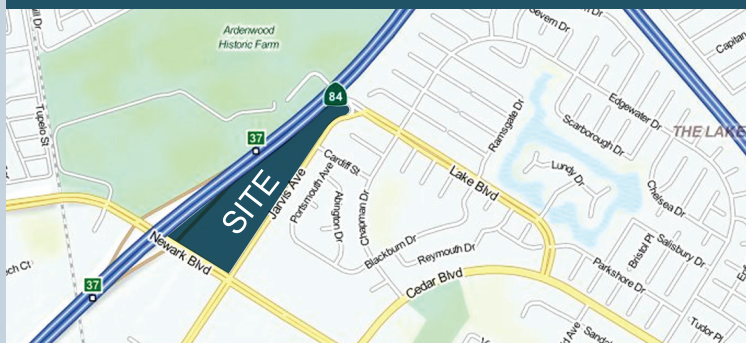 Severn Dr
Capitan
Ardenwood
Historic Farm
84
Edgewater Dr
Tupelo St
37
Ramsgate Dr
Scarborough Dr
THE LAKE
Cardiff St
Lake Blvd
Lundy Dr
SITE
Jarvis Ave
Portsmouth Ave
Abington Dr
Chapman Dr
Chelsea Dr
Newark Blvd
Blackburn Dr
Reymouth Dr
Bristol Pl
Salisbury Dr
ech Ct
37
Cedar Blvd
Parkshore Dr
Tudor Pl